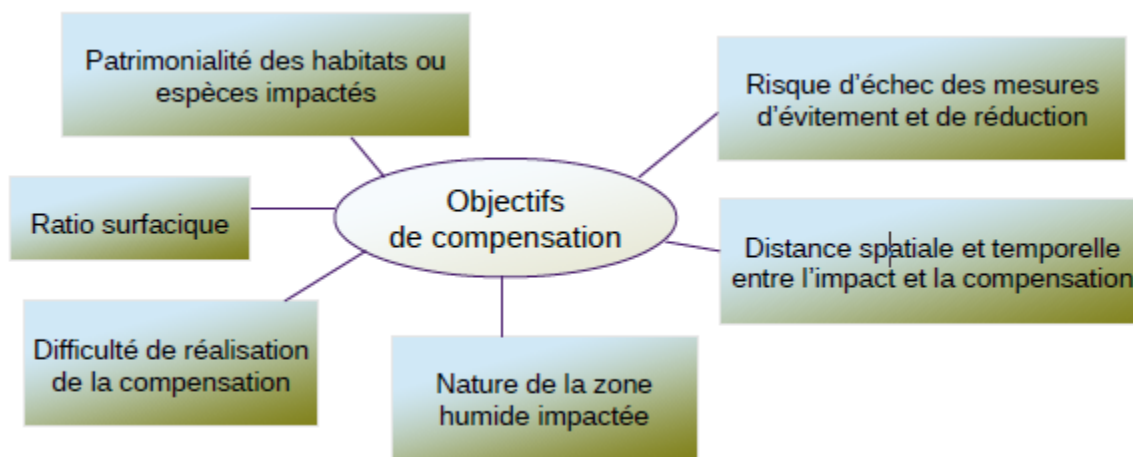 Patrimonialité des habitats ou
espèces impactés
Risque d'échec des mesures
d'évitement et de réduction
Ratio surfacique
Objectifs
de compensation
Distance spatiale et temporelle
entre l'impact et la compensation
Difficulté de réalisation
de la compensation
Nature de la zone
humide impactée